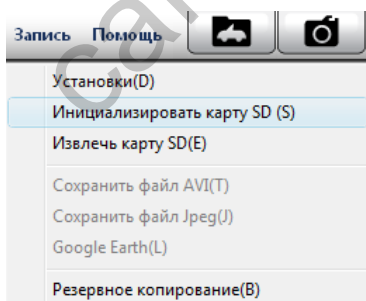 Запись Помощь
Установки(D)
Инициализировать карту SD (S)
Извлечь карту SD(E)
Сохранить файл AVI(T)
Сохранить файл Jpeg(J)
Google Earth(L)
Резервное копирование(B)